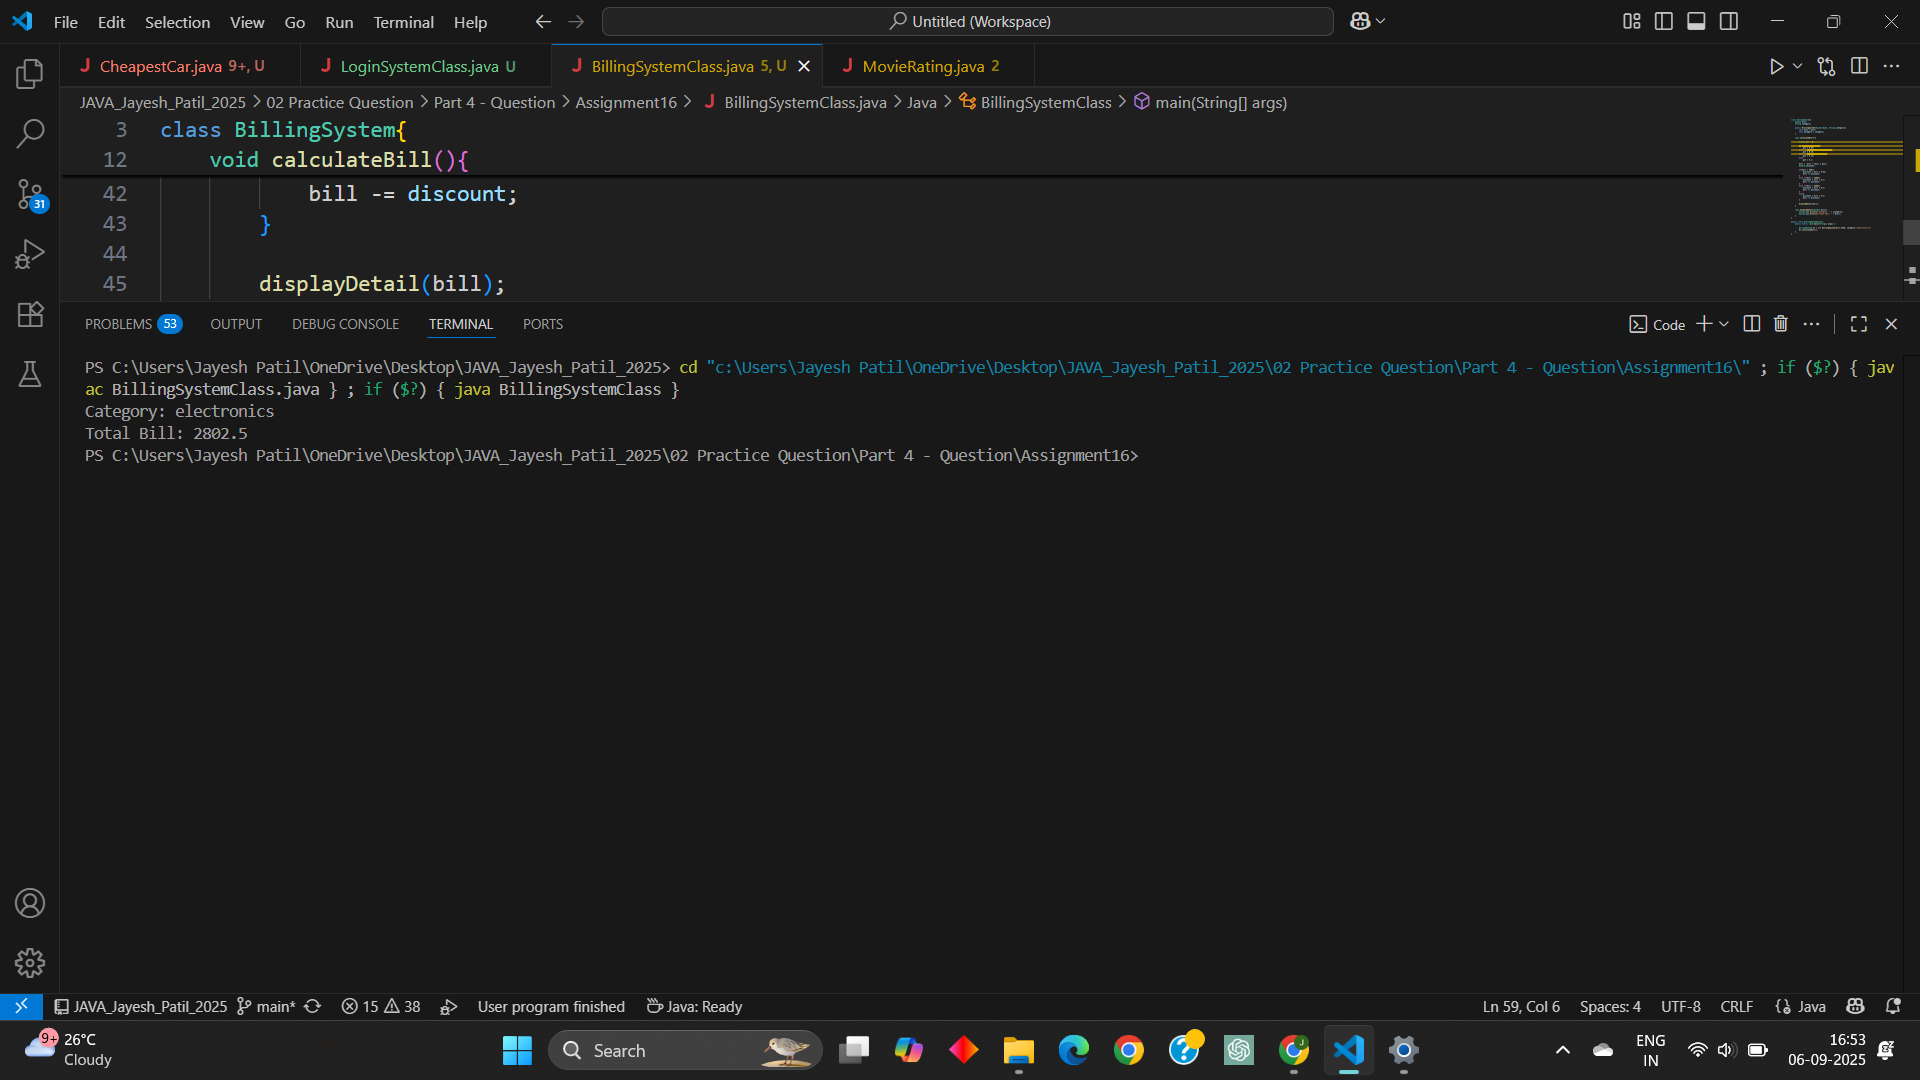 File Edit Selection View Go Run Terminal Help Untitled (Workspace)
CheapestCar.java 9+, U LoginSystemClass.java U BillingSystemClass.java 5, U MovieRating.java 2
JAVA_Jayesh_Patil_2025 > 02 Practice Question > Part 4 - Question > Assignment16 > BillingSystemClass.java > Java > BillingSystemClass > main(String[] args)
3 class BillingSystem{
12 void calculateBill(){
42 bill -= discount;
43 }
44
45 displayDetail(bill);
PROBLEMS 53 OUTPUT DEBUG CONSOLE TERMINAL PORTS Code
PS C:\Users\Jayesh Patil\OneDrive\Desktop\JAVA_Jayesh_Patil_2025> cd "c:\Users\Jayesh Patil\OneDrive\Desktop\JAVA_Jayesh_Patil_2025\02 Practice Question\Part 4 - Question\Assignment16\" ; if ($?) { jav
ac BillingSystemClass.java } ; if ($?) { java BillingSystemClass }
Category: electronics
Total Bill: 2802.5
PS C:\Users\Jayesh Patil\OneDrive\Desktop\JAVA_Jayesh_Patil_2025\02 Practice Question\Part 4 - Question\Assignment16>
31
JAVA_Jayesh_Patil_2025 main* 15 38 User program finished Java: Ready Ln 59, Col 6 Spaces: 4 UTF-8 CRLF Java
9+ 26°C Search ENG 16:53
Cloudy IN 06-09-2025